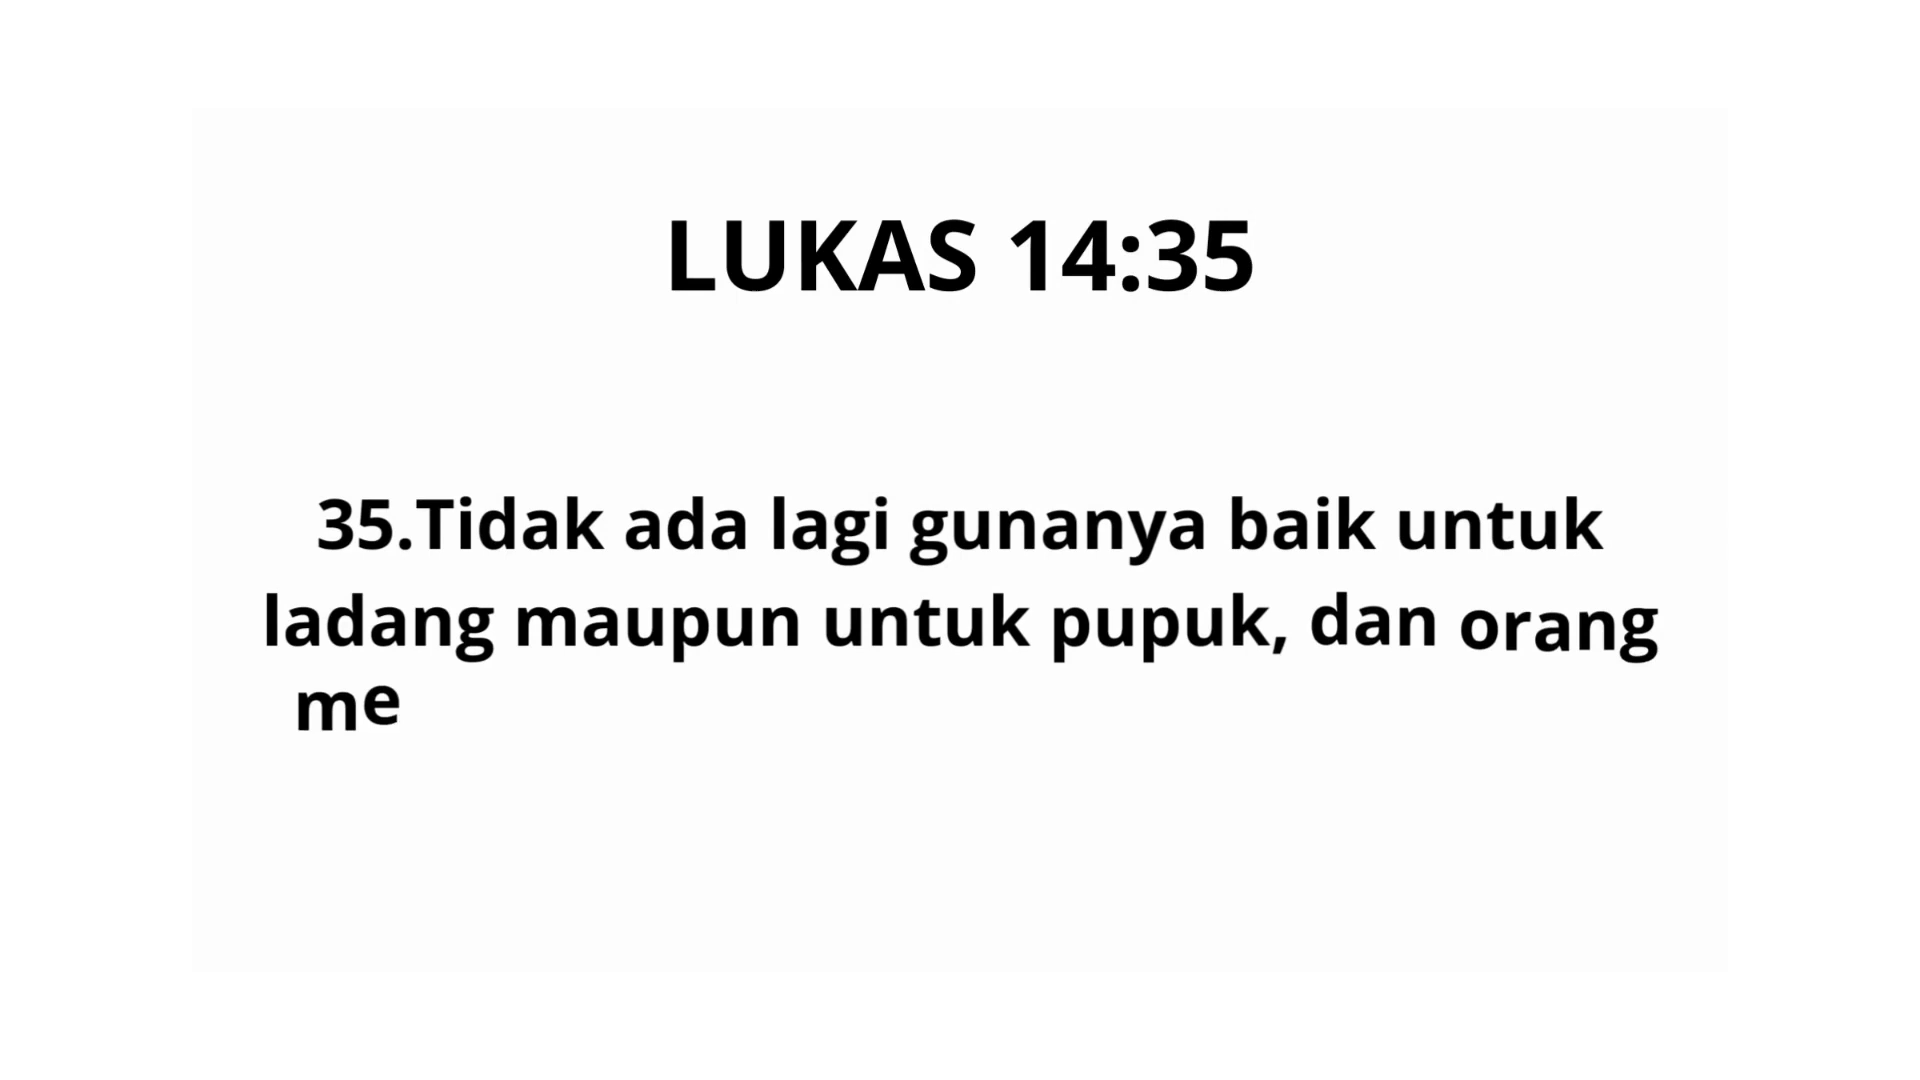 LUKAS 14:35
35.Tidak ada lagi gunanya baik untuk
ladang maupun untuk pupuk, dan orang
me